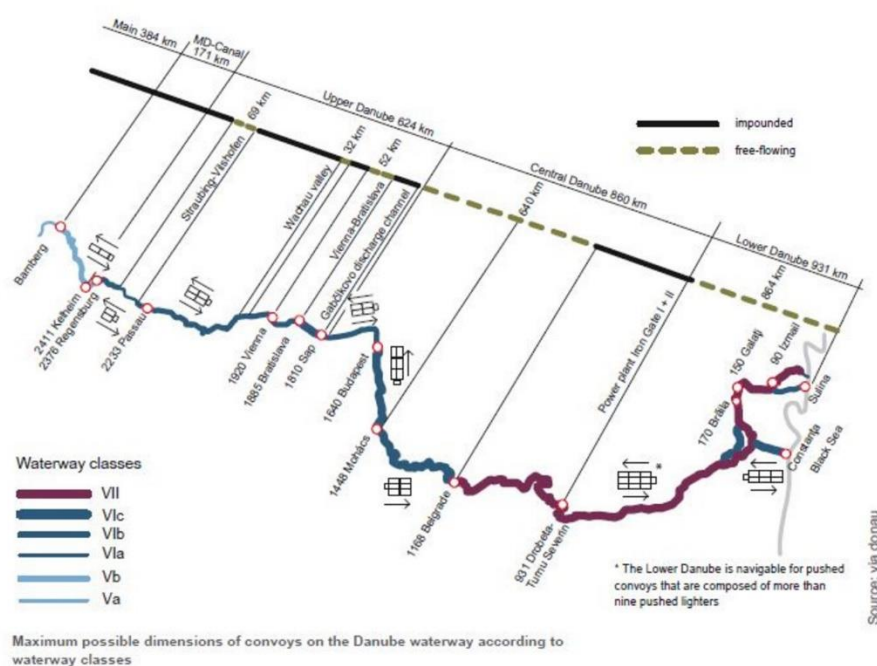 Main 384 km
MD-Canal
171 km
Upper Danube 624 km
Central Danube 860 km
Lower Danube 931 km
69 km
32 km
52 km
640 km
864 km
Straubing-Vilshofen
Wachau valley
Vienna-Bratislava
Gabčíkovo discharge channel
Power plant Iron Gate I + II
impounded
free-flowing
Bamberg
2411 Kelheim
2376 Regensburg
2233 Passau
1920 Vienna
1885 Bratislava
1810 Sap
1640 Budapest
1448 Mohács
1168 Belgrade
931 Drobeta-
Turnu Severin
170 Brăila
150 Galaţi
90 Izmail
Sulina
Constanţa
Black Sea
*
Waterway classes
VII
VIc
VIb
VIa
Vb
Va
* The Lower Danube is navigable for pushed
convoys that are composed of more than
nine pushed lighters
Source: via donau
Maximum possible dimensions of convoys on the Danube waterway according to
waterway classes